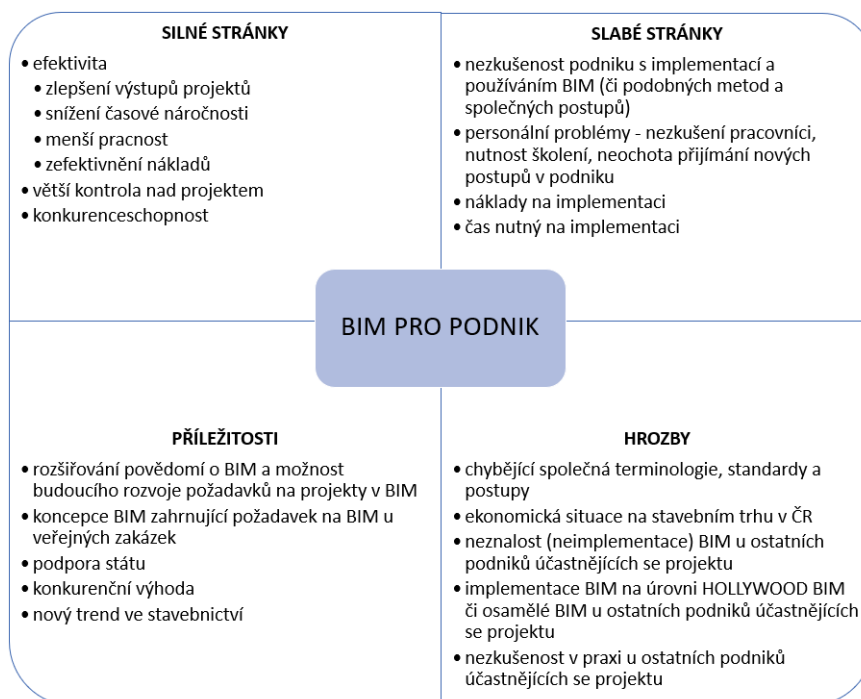 SILNÉ STRÁNKY
• efektivita
• zlepšení výstupů projektů
• snížení časové náročnosti
• menší pracnost
• zefektivnění nákladů
• větší kontrola nad projektem
• konkurenceschopnost
SLABÉ STRÁNKY
• nezkušenost podniku s implementací a
používáním BIM (či podobných metod a
společných postupů)
• personální problémy - nezkušení pracovníci,
nutnost školení, neochota přijímání nových
postupů v podniku
• náklady na implementaci
• čas nutný na implementaci
BIM PRO PODNIK
PŘÍLEŽITOSTI
• rozšiřování povědomí o BIM a možnost
budoucího rozvoje požadavků na projekty v BIM
• koncepce BIM zahrnující požadavek na BIM u
veřejných zakázek
• podpora státu
• konkurenční výhoda
• nový trend ve stavebnictví
HROZBY
• chybějící společná terminologie, standardy a
postupy
• ekonomická situace na stavebním trhu v ČR
• neznalost (neimplementace) BIM u ostatních
podniků účastnějících se projektu
• implementace BIM na úrovni HOLLYWOOD BIM
či osamělé BIM u ostatních podniků účastnějících
se projektu
• nezkušenost v praxi u ostatních podniků
účastnějících se projektu